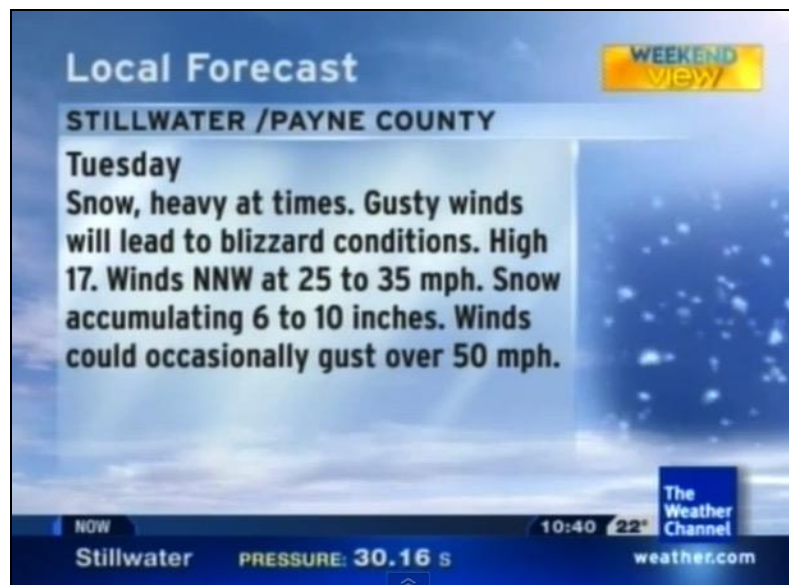 Local Forecast
WEEKEND
view
STILLWATER /PAYNE COUNTY
Tuesday
Snow, heavy at times. Gusty winds
will lead to blizzard conditions. High
17. Winds NNW at 25 to 35 mph. Snow
accumulating 6 to 10 inches. Winds
could occasionally gust over 50 mph.
The
Weather
Channel
NOW
10:40 22°
Stillwater PRESSURE: 30.16 S
weather.com